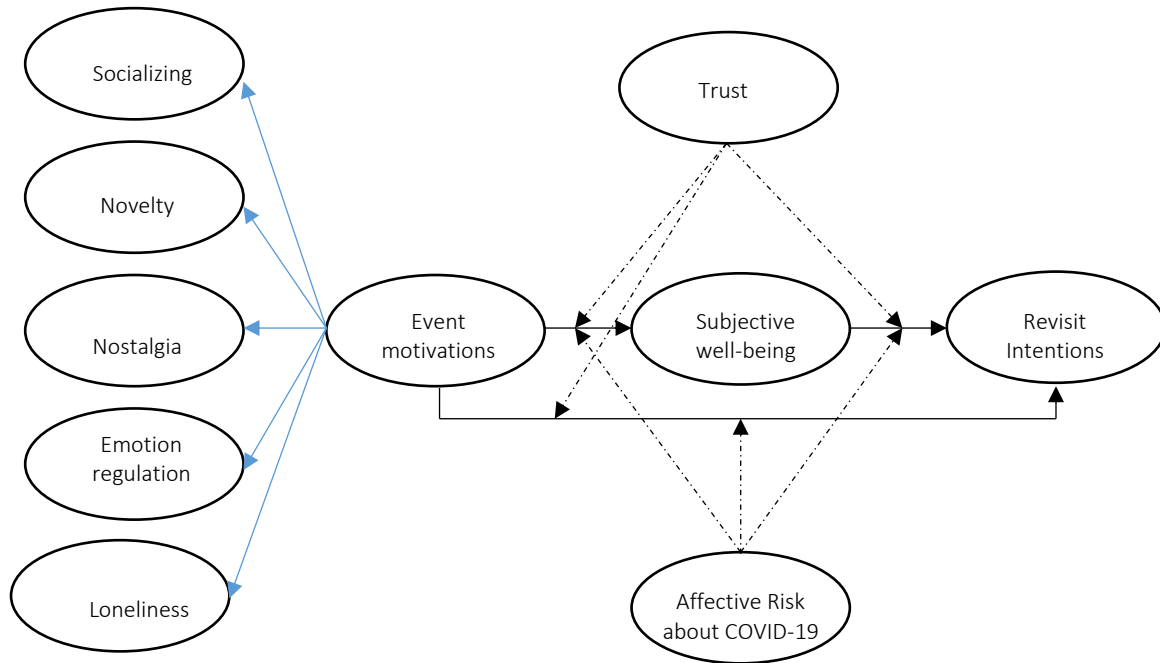 Socializing
Trust
Novelty
Event
motivations
Subjective
well-being
Revisit
Intentions
Nostalgia
Emotion
regulation
Loneliness
Affective Risk
about COVID-19